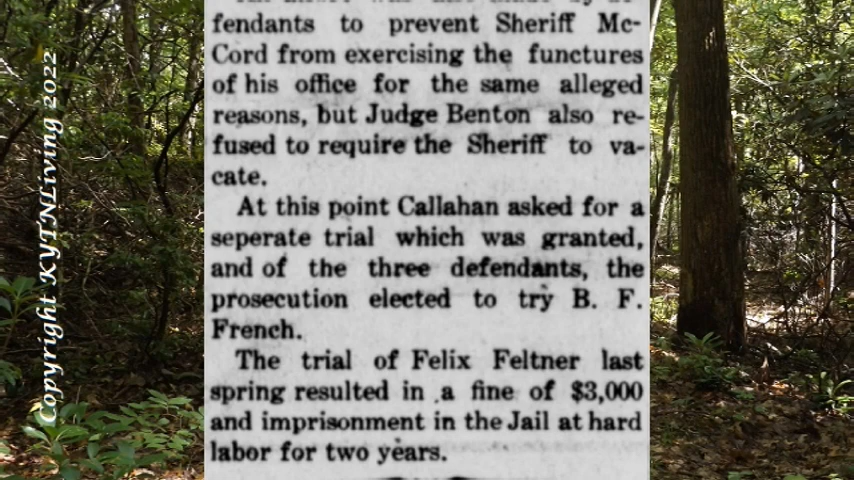 fendants to prevent Sheriff Mc-
Cord from exercising the functures
of his office for the same alleged
reasons, but Judge Benton also re-
fused to require the Sheriff to va-
cate.
At this point Callahan asked for a
seperate trial which was granted,
and of the three defendants, the
prosecution elected to try B. F.
French.
The trial of Felix Feltner last
spring resulted in a fine of $3,000
and imprisonment in the Jail at hard
labor for two years.
Copyright KYTNLiving 2022